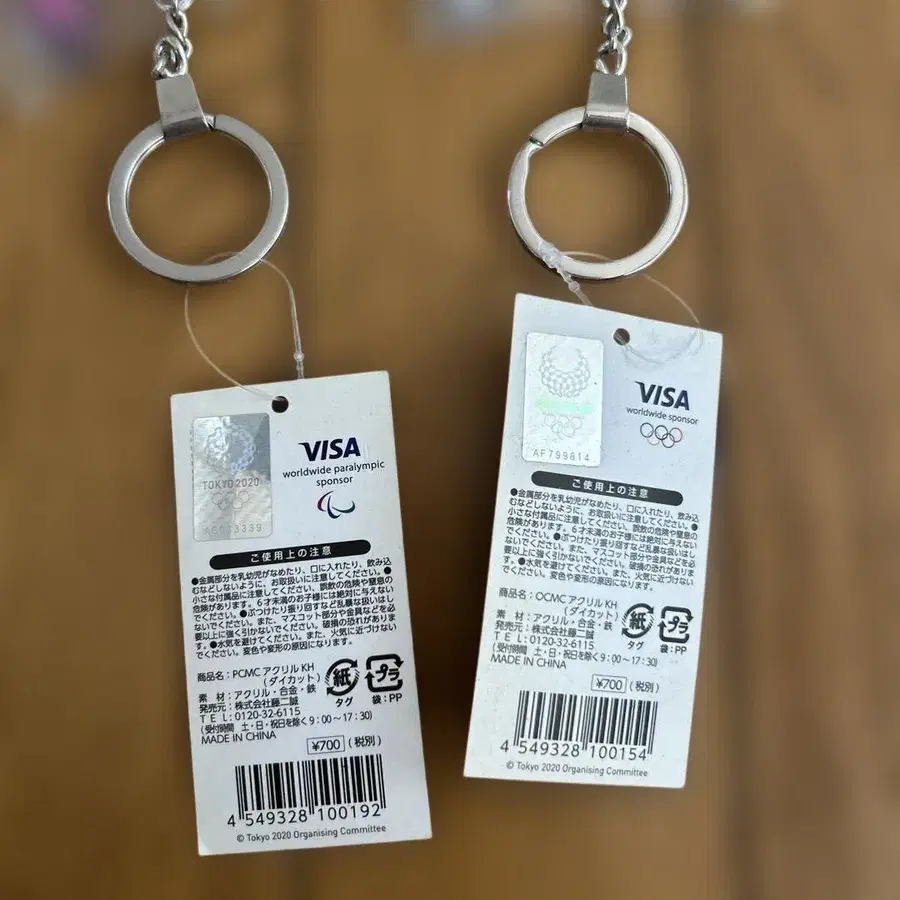 TOKYO2020
VISA
worldwide paralympic
sponsor
ご使用上の注意
●金属部分を乳幼児がなめたり、口に入れたり、飲み込
むなどしないように、お取扱いに注意してください。●
小さな付属品に注意してください。誤飲の危険や窒息の
危険があります。6才未満のお子様には絶対に与えない
でください。●ぶつけたり振り回すなど乱暴な扱いはし
ないでください。また、マスコット部分や金具などを必
要以上に強く引かないでください。破損の恐れがありま
す。●水気を避けてください。また、火気に近づけない
でください。変色や変形の原因になります。
商品名:PCMC アクリル KH
(ダイカット)
素 材:アクリル・合金・鉄
発売元:株式会社藤二誠
TEL:0120-32-6115
(受付時間 土・日・祝日を除く9:00~17:30)
MADE IN CHINA
紙
タグ
プラ
袋:PP
¥700 (税別)
4 549328 100192
© Tokyo 2020 Organising Committee
AF799814
VISA
worldwide sponsor
ご使用上の注意
●金属部分を乳幼児がなめたり、口に入れたり、飲み込
むなどしないように、お取扱いに注意してください。●
小さな付属品に注意してください。誤飲の危険や窒息の
危険があります。6才未満のお子様には絶対に与えない
でください。●ぶつけたり振り回すなど乱暴な扱いはし
ないでください。また、マスコット部分や金具などを必
要以上に強く引かないでください。破損の恐れがありま
す。●水気を避けてください。また、火気に近づけない
でください。変色や変形の原因になります。
商品名:OCMC アクリル KH
(ダイカット)
素 材:アクリル・合金・鉄
発売元:株式会社藤二誠
TEL:0120-32-6115
(受付時間 土・日・祝日を除く9:00~17:30)
MADE IN CHINA
紙
タグ
プラ
袋:PP
¥700 (税別)
4 549328 100154
© Tokyo 2020 Organising Committee